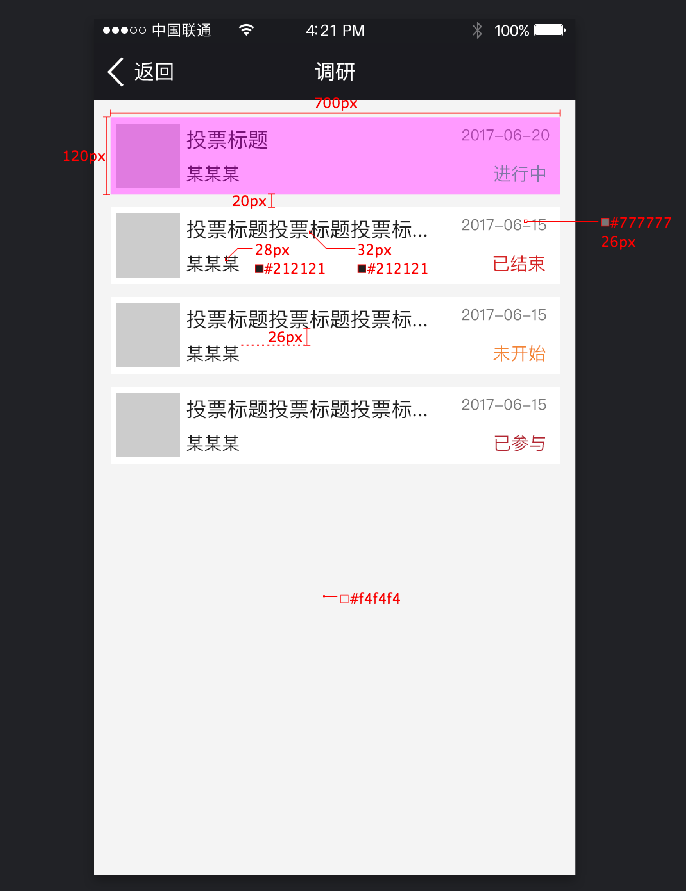 中国联通 4:21 PM 100%
返回 调研
700px
投票标题 2017-06-20
120px
某某某 进行中
20px
投票标题投票标题投票标... 2017-06-15 #777777
26px
28px 32px
某某某 已结束
#212121 #212121
投票标题投票标题投票标... 2017-06-15
26px
某某某 未开始
投票标题投票标题投票标... 2017-06-15
某某某 已参与
#f4f4f4